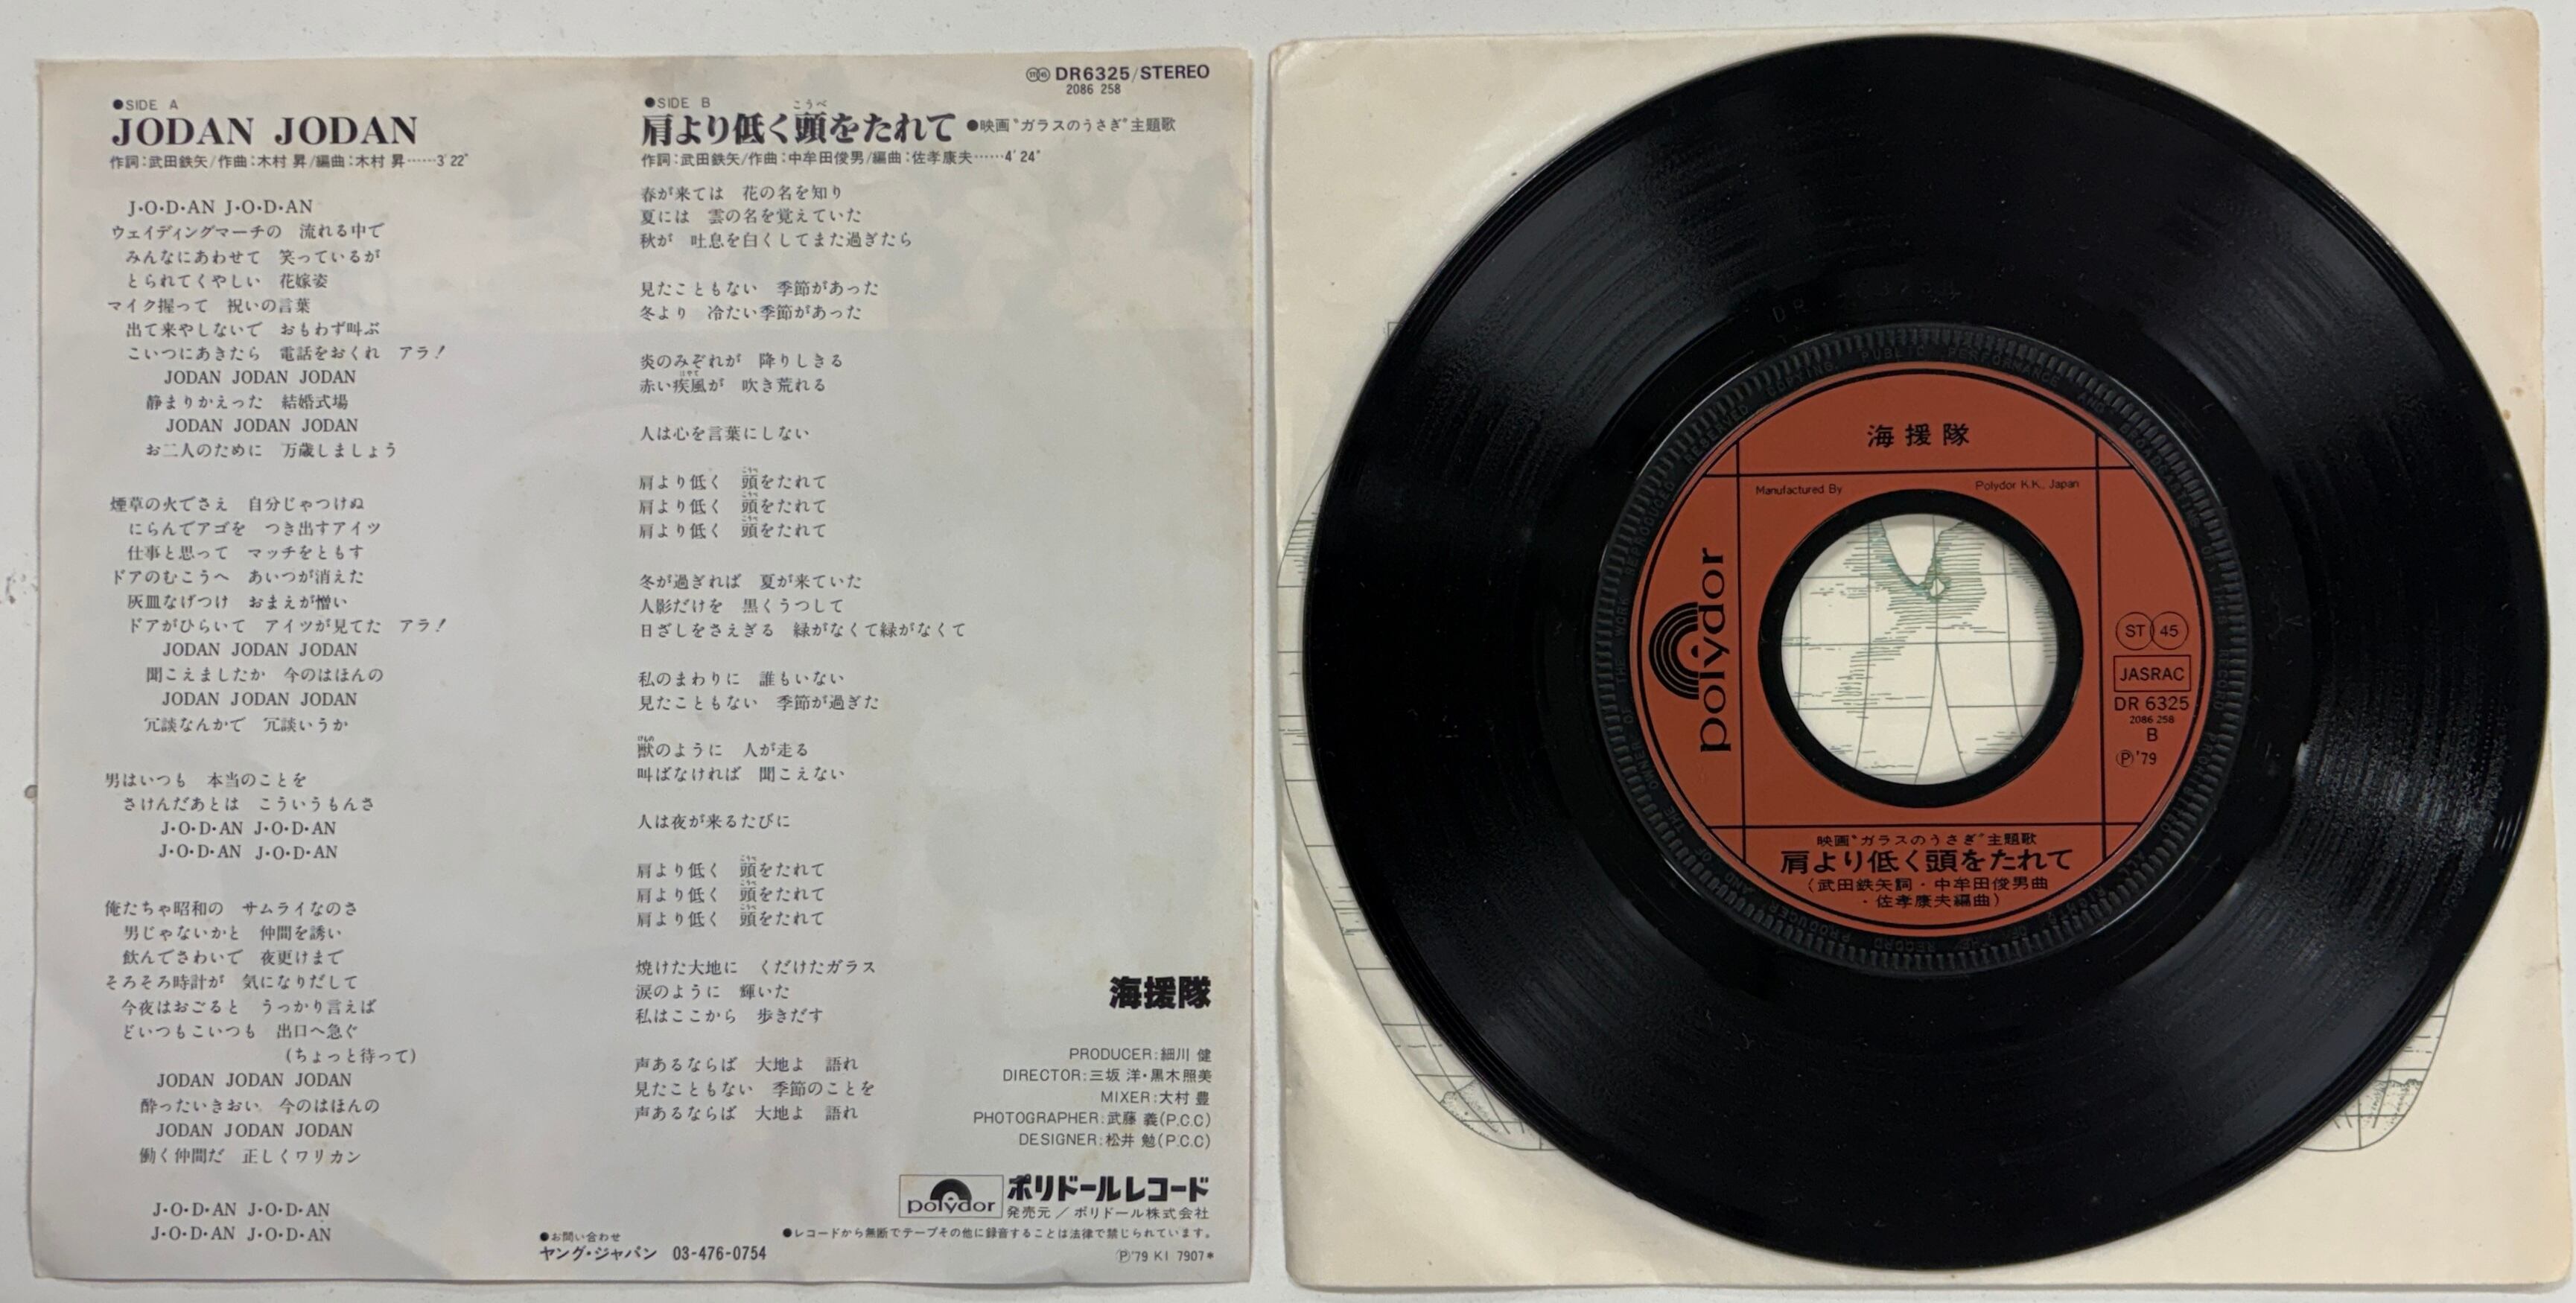 ●SIDE A
JODAN JODAN
作詞:武田鉄矢/作曲:木村 昇/編曲:木村 昇……3'22"
J・O・D・AN J・O・D・AN
ウェイディングマーチの 流れる中で
みんなにあわせて 笑っているが
とられてくやしい 花嫁姿
マイク握って 祝いの言葉
出て来やしないで おもわず叫ぶ
こいつにあきたら 電話をおくれ アラ!
JODAN JODAN JODAN
静まりかえった 結婚式場
JODAN JODAN JODAN
お二人のために 万歳しましょう
煙草の火でさえ 自分じゃつけぬ
にらんでアゴを つき出すアイツ
仕事と思って マッチをともす
ドアのむこうへ あいつが消えた
灰皿なげつけ おまえが憎い
ドアがひらいて アイツが見てた アラ!
JODAN JODAN JODAN
聞こえましたか 今のはほんの
JODAN JODAN JODAN
冗談なんかで 冗談いうか
男はいつも 本当のことを
さけんだあとは こういうもんさ
J・O・D・AN J・O・D・AN
J・O・D・AN J・O・D・AN
俺たちゃ昭和の サムライなのさ
男じゃないかと 仲間を誘い
飲んでさわいで 夜更けまで
そろそろ時計が 気になりだして
今夜はおごると うっかり言えば
どいつもこいつも 出口へ急ぐ
(ちょっと待って)
JODAN JODAN JODAN
酔ったいきおい 今のはほんの
JODAN JODAN JODAN
働く仲間だ 正しくワリカン
J・O・D・AN J・O・D・AN
J・O・D・AN J・O・D・AN
ST 45 DR6325/STEREO
2086 258
●SIDE B
こうべ
肩より低く頭をたれて ●映画"ガラスのうさぎ"主題歌
作詞:武田鉄矢/作曲:中牟田俊男/編曲:佐孝康夫……4'24"
春が来ては 花の名を知り
夏には 雲の名を覚えていた
秋が 吐息を白くしてまた過ぎたら
見たこともない 季節があった
冬より 冷たい季節があった
炎のみぞれが 降りしきる
はやて
赤い疾風が 吹き荒れる
人は心を言葉にしない
こうべ
肩より低く 頭をたれて
こうべ
肩より低く 頭をたれて
こうべ
肩より低く 頭をたれて
冬が過ぎれば 夏が来ていた
人影だけを 黒くうつして
日ざしをさえぎる 緑がなくて緑がなくて
私のまわりに 誰もいない
見たこともない 季節が過ぎた
けもの
獣のように 人が走る
叫ばなければ 聞こえない
人は夜が来るたびに
こうべ
肩より低く 頭をたれて
こうべ
肩より低く 頭をたれて
こうべ
肩より低く 頭をたれて
焼けた大地に くだけたガラス
涙のように 輝いた
私はここから 歩きだす
声あるならば 大地よ 語れ
見たこともない 季節のことを
声あるならば 大地よ 語れ
海援隊
PRODUCER:細川 健
DIRECTOR:三坂 洋・黒木照美
MIXER:大村 豊
PHOTOGRAPHER:武藤 義(P.C.C)
DESIGNER:松井 勉(P.C.C)
polydor ポリドールレコード
発売元／ポリドール株式会社
●お問い合わせ
ヤング・ジャパン 03-476-0754
●レコードから無断でテープその他に録音することは法律で禁じられています。
Ⓟ'79 KI 7907*
海援隊
Manufactured By Polydor K.K., Japan
polydor
ST 45
JASRAC
DR 6325
2086 258
B
Ⓟ'79
映画"ガラスのうさぎ"主題歌
肩より低く頭をたれて
(武田鉄矢詞・中牟田俊男曲
・佐孝康夫編曲)